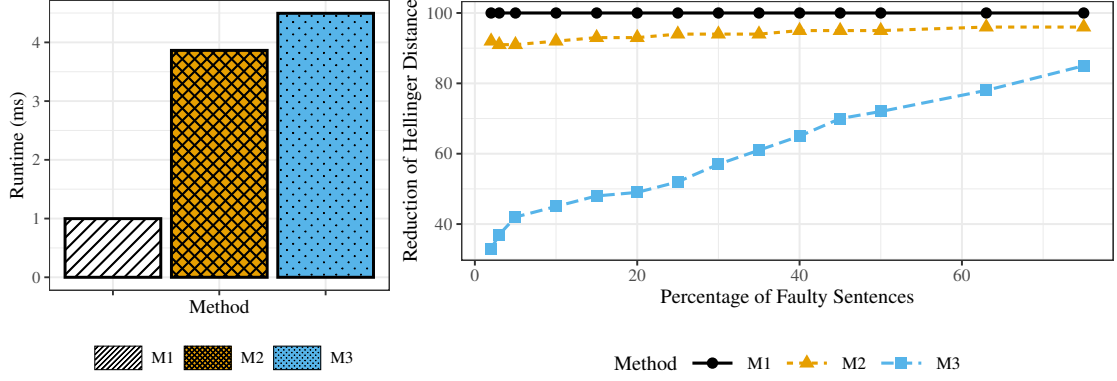 Runtime (ms)
4
3
2
1
0
Method
M1 M2 M3
Reduction of Hellinger Distance
100
80
60
40
0 20 40 60
Percentage of Faulty Sentences
Method M1 M2 M3